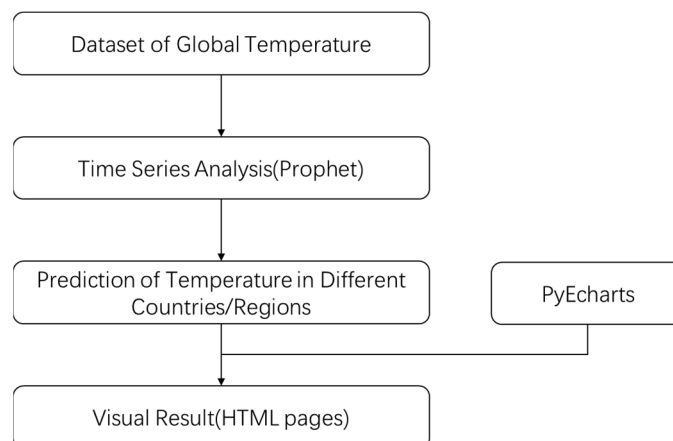 Dataset of Global Temperature
Time Series Analysis(Prophet)
Prediction of Temperature in Different
Countries/Regions
PyEcharts
Visual Result(HTML pages)